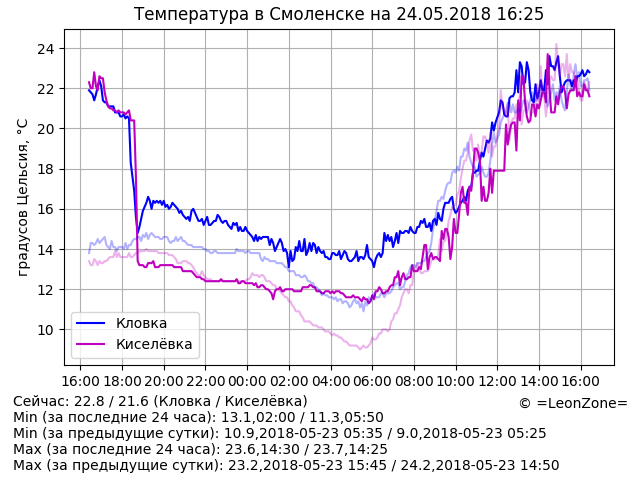 Температура в Смоленске на 24.05.2018 16:25
градусов Цельсия, °C
24
22
20
18
16
14
12
10
Кловка
Киселёвка
16:00 18:00 20:00 22:00 00:00 02:00 04:00 06:00 08:00 10:00 12:00 14:00 16:00
Сейчас: 22.8 / 21.6 (Кловка / Киселёвка)
© =LeonZone=
Min (за последние 24 часа): 13.1,02:00 / 11.3,05:50
Min (за предыдущие сутки): 10.9,2018-05-23 05:35 / 9.0,2018-05-23 05:25
Max (за последние 24 часа): 23.6,14:30 / 23.7,14:25
Max (за предыдущие сутки): 23.2,2018-05-23 15:45 / 24.2,2018-05-23 14:50